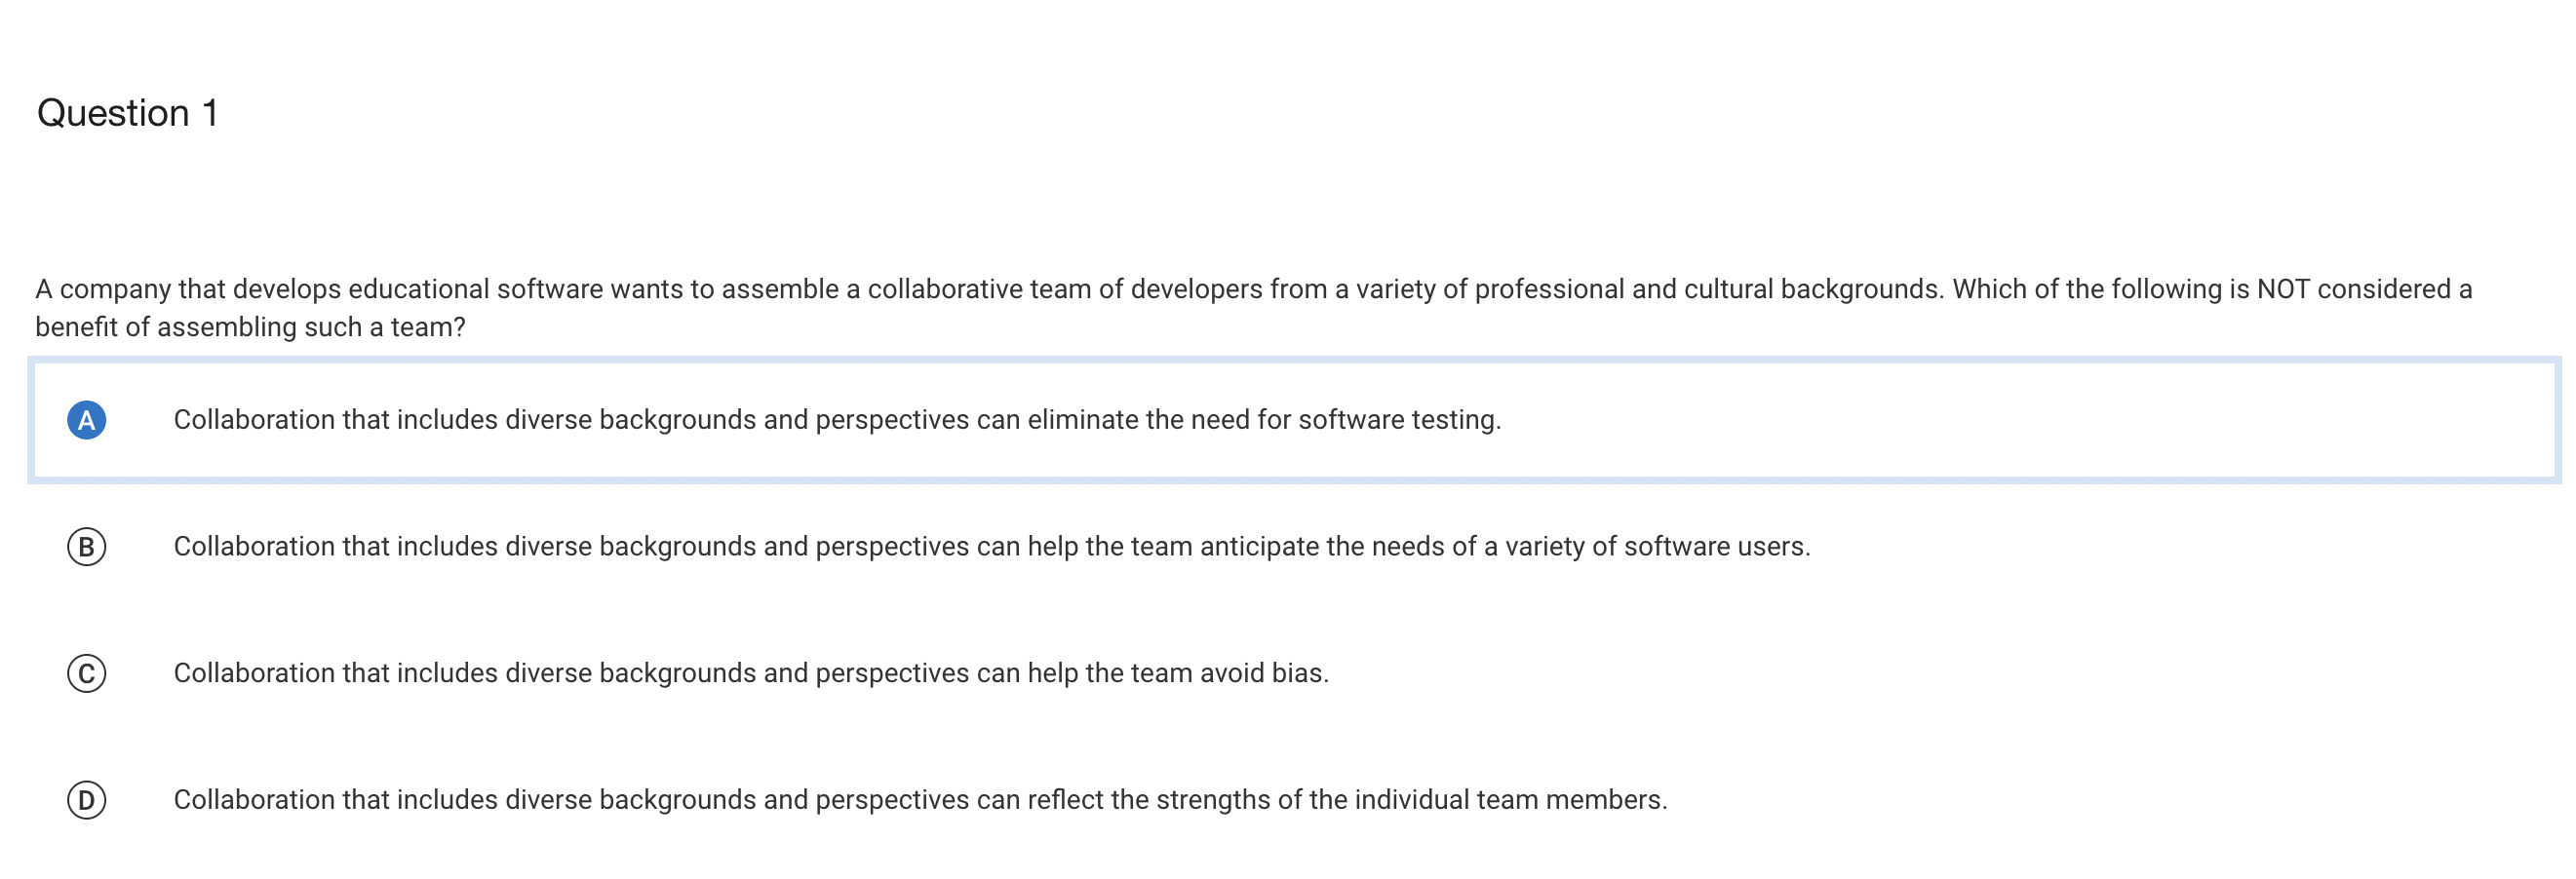 Question 1
A company that develops educational software wants to assemble a collaborative team of developers from a variety of professional and cultural backgrounds. Which of the following is NOT considered a
benefit of assembling such a team?
A Collaboration that includes diverse backgrounds and perspectives can eliminate the need for software testing.
B Collaboration that includes diverse backgrounds and perspectives can help the team anticipate the needs of a variety of software users.
C Collaboration that includes diverse backgrounds and perspectives can help the team avoid bias.
D Collaboration that includes diverse backgrounds and perspectives can reflect the strengths of the individual team members.